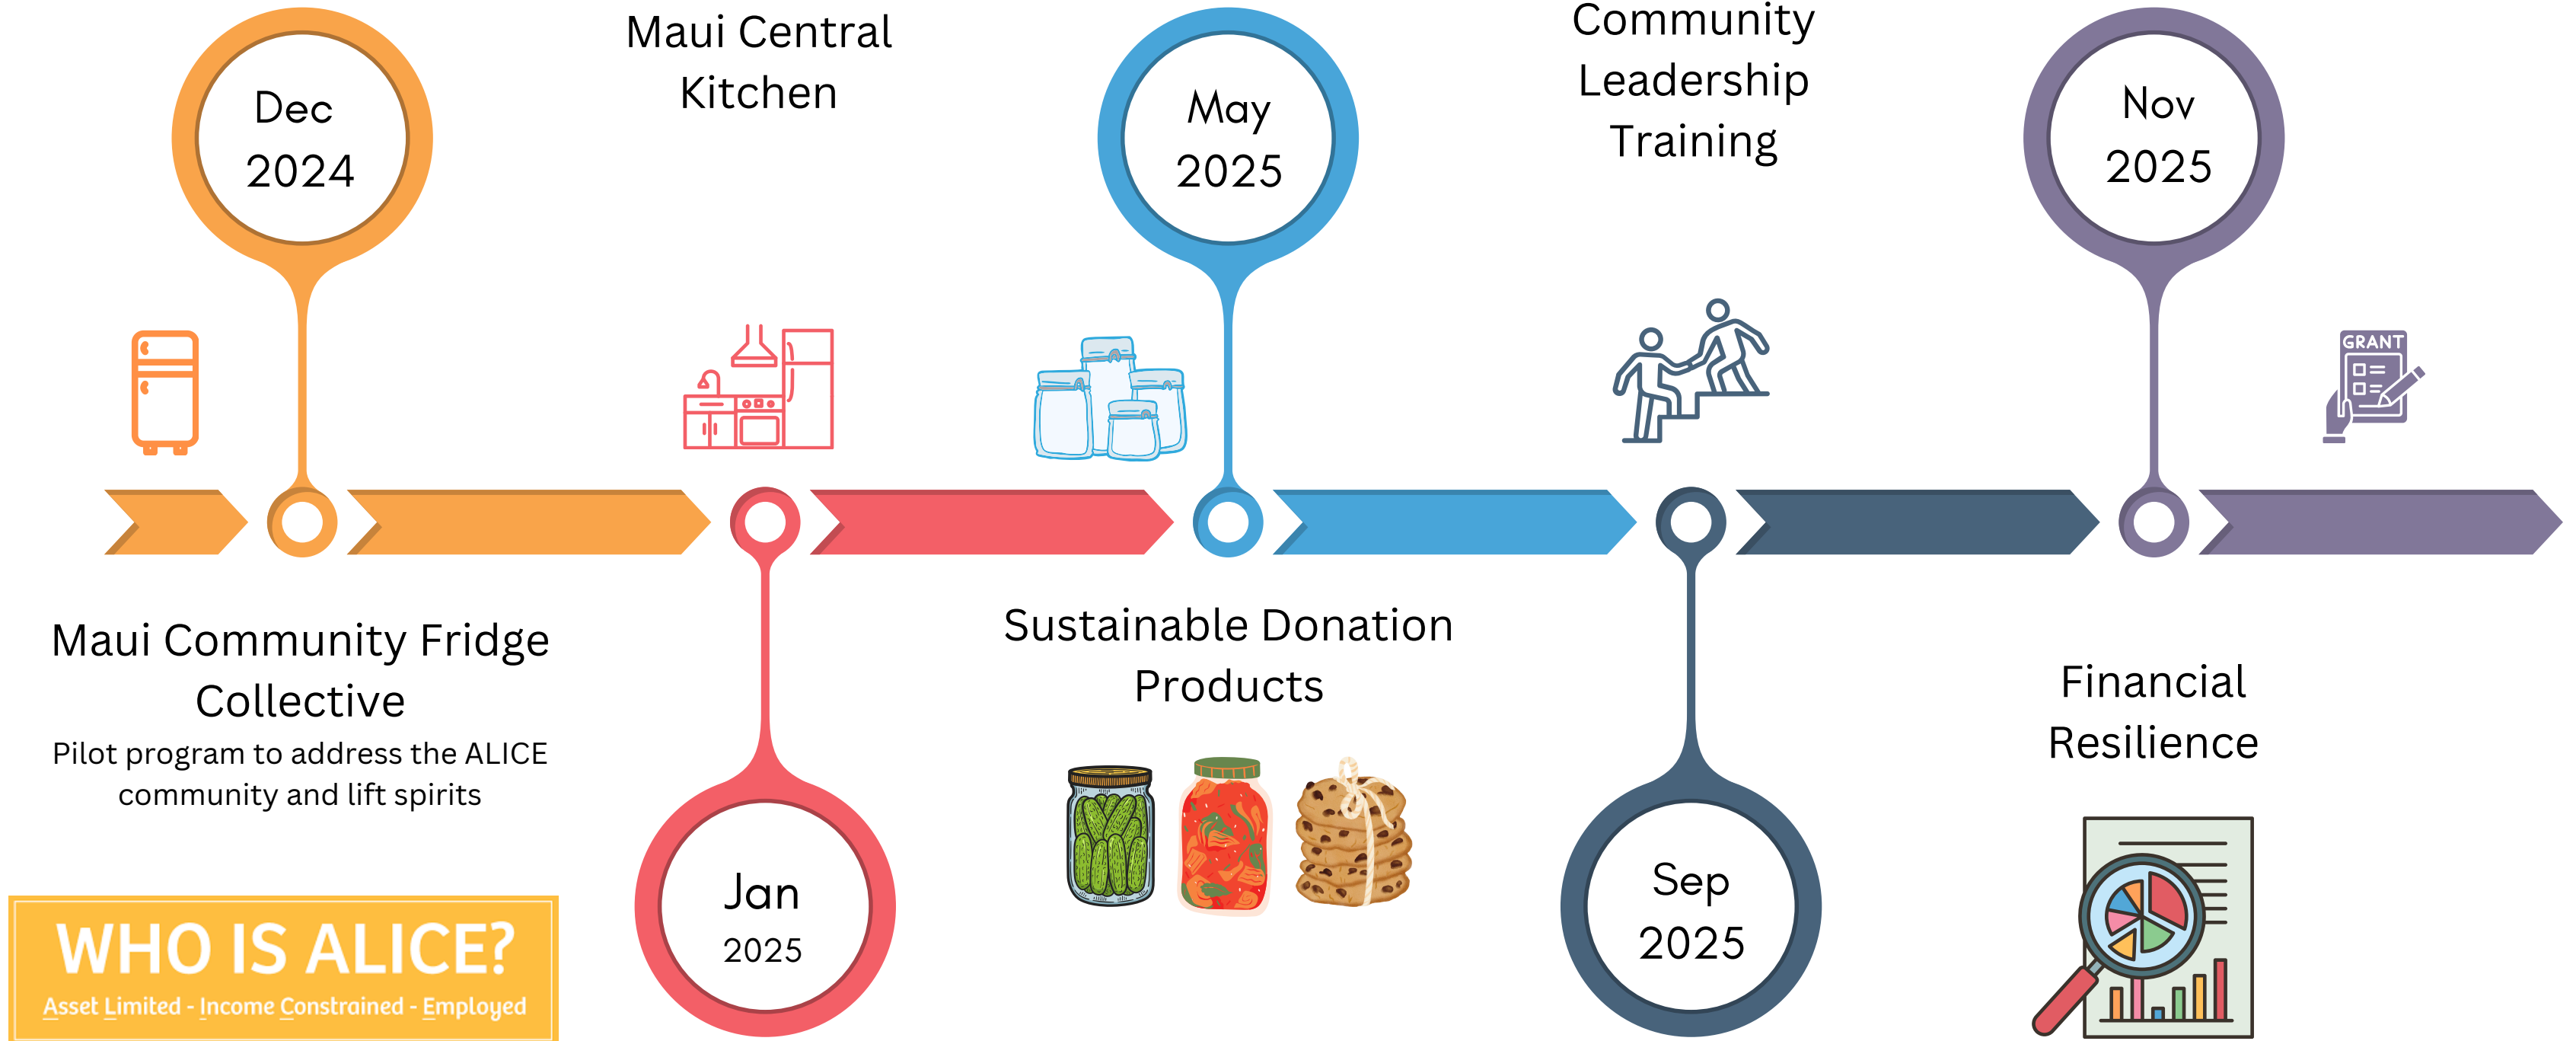 Dec
2024
Maui Central
Kitchen
May
2025
Community
Leadership
Training
Nov
2025
GRANT
Maui Community Fridge
Collective
Pilot program to address the ALICE
community and lift spirits
WHO IS ALICE?
Asset Limited - Income Constrained - Employed
Jan
2025
Sustainable Donation
Products
Sep
2025
Financial
Resilience